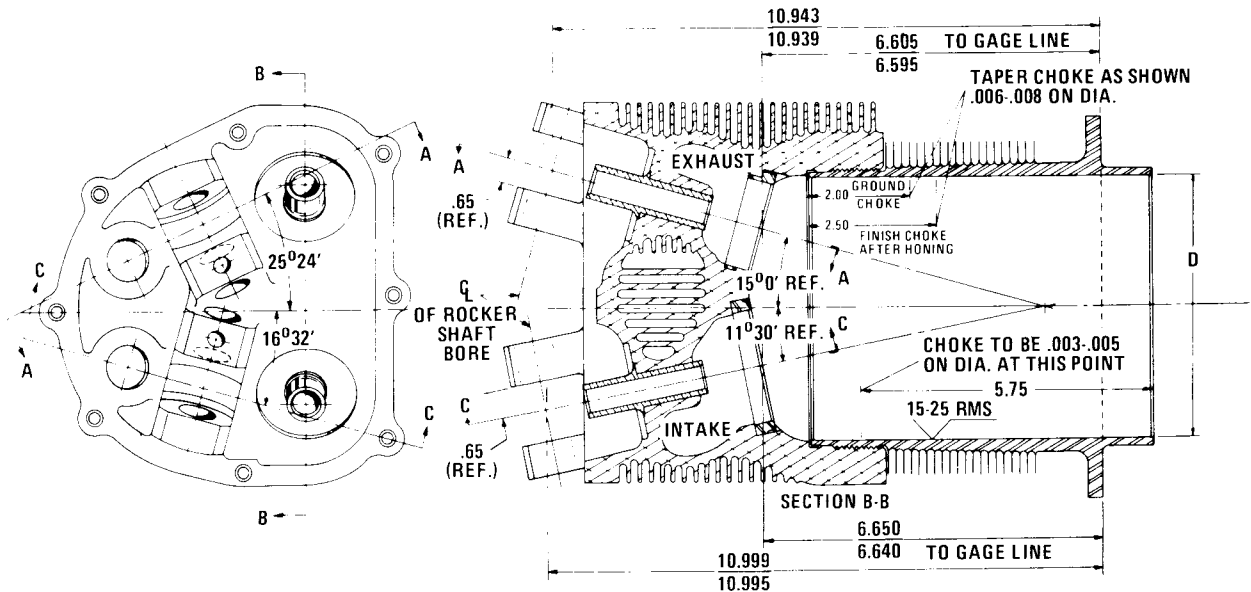 10.943
10.939
6.605 TO GAGE LINE
6.595
TAPER CHOKE AS SHOWN
.006-.008 ON DIA.
B
A
A
EXHAUST
.65
(REF.)
2.00
GROUND
CHOKE
2.50
FINISH CHOKE
AFTER HONING
25°24'
C
15°0' REF.
A
D
℄
OF ROCKER
SHAFT
BORE
16°32'
11°30' REF.
C
A
CHOKE TO BE .003-.005
ON DIA. AT THIS POINT
5.75
C
C
15-25 RMS
INTAKE
.65
(REF.)
SECTION B-B
B
6.650
6.640 TO GAGE LINE
10.999
10.995